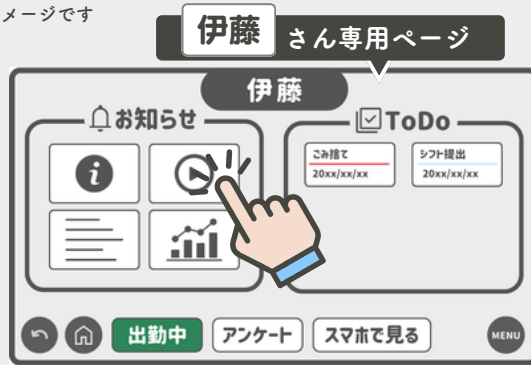 メージです
伊藤 さん専用ページ
伊藤
お知らせ
ToDo
ごみ捨て
20xx/xx/xx
シフト提出
20xx/xx/xx
出勤中
アンケート
スマホで見る
MENU